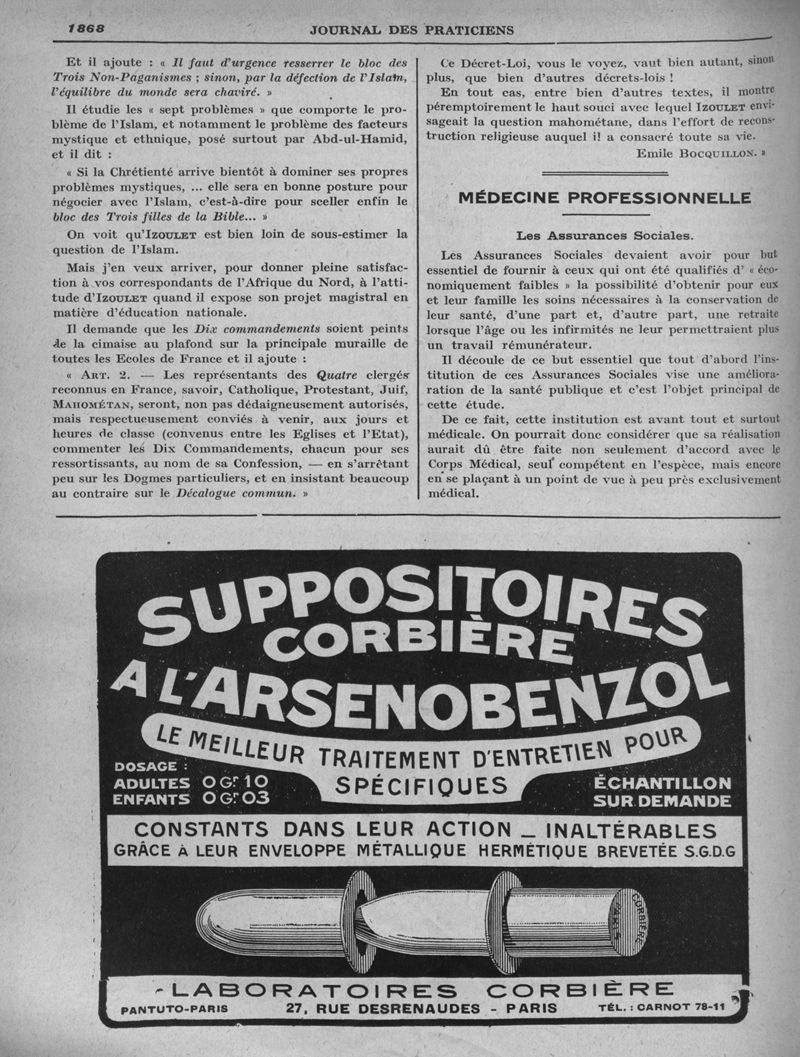 1868
JOURNAL DES PRATICIENS
Et il ajoute : « Il faut d'urgence resserrer le bloc des
Trois Non-Paganismes ; sinon, par la défection de l'Islam,
l'équilibre du monde sera chaviré. »
Il étudie les « sept problèmes » que comporte le pro-
blème de l'Islam, et notamment le problème des facteurs
mystique et ethnique, posé surtout par Abd-ul-Hamid,
et il dit :
« Si la Chrétienté arrive bientôt à dominer ses propres
problèmes mystiques, ... elle sera en bonne posture pour
négocier avec l'Islam, c'est-à-dire pour sceller enfin le
bloc des Trois filles de la Bible... »
On voit qu'IZOULET est bien loin de sous-estimer la
question de l'Islam.
Mais j'en veux arriver, pour donner pleine satisfac-
tion à vos correspondants de l'Afrique du Nord, à l'atti-
tude d'IZOULET quand il expose son projet magistral en
matière d'éducation nationale.
Il demande que les Dix commandements soient peints
de la cimaise au plafond sur la principale muraille de
toutes les Ecoles de France et il ajoute :
« ART. 2. — Les représentants des Quatre clergés
reconnus en France, savoir, Catholique, Protestant, Juif,
MAHOMÉTAN, seront, non pas dédaigneusement autorisés,
mais respectueusement conviés à venir, aux jours et
heures de classe (convenus entre les Eglises et l'Etat),
commenter les Dix Commandements, chacun pour ses
ressortissants, au nom de sa Confession, — en s'arrêtant
peu sur les Dogmes particuliers, et en insistant beaucoup
au contraire sur le Décalogue commun. »
Ce Décret-Loi, vous le voyez, vaut bien autant, sinon
plus, que bien d'autres décrets-lois !
En tout cas, entre bien d'autres textes, il montre
péremptoirement le haut souci avec lequel IZOULET envi-
sageait la question mahométane, dans l'effort de recons-
truction religieuse auquel il a consacré toute sa vie.
Emile BOCQUILLON. »
MÉDECINE PROFESSIONNELLE
Les Assurances Sociales.
Les Assurances Sociales devaient avoir pour but
essentiel de fournir à ceux qui ont été qualifiés d' « éco-
nomiquement faibles » la possibilité d'obtenir pour eux
et leur famille les soins nécessaires à la conservation de
leur santé, d'une part et, d'autre part, une retraite
lorsque l'âge ou les infirmités ne leur permettraient plus
un travail rémunérateur.
Il découle de ce but essentiel que tout d'abord l'ins-
titution de ces Assurances Sociales vise une améliora-
ration de la santé publique et c'est l'objet principal de
cette étude.
De ce fait, cette institution est avant tout et surtout
médicale. On pourrait donc considérer que sa réalisation
aurait dû être faite non seulement d'accord avec le
Corps Médical, seul compétent en l'espèce, mais encore
en se plaçant à un point de vue à peu près exclusivement
médical.
SUPPOSITOIRES
CORBIÈRE
A L'ARSENOBENZOL
LE MEILLEUR TRAITEMENT D'ENTRETIEN POUR
SPÉCIFIQUES
DOSAGE :
ADULTES 0 Gr 10
ENFANTS 0 Gr 03
ÉCHANTILLON
SUR DEMANDE
CONSTANTS DANS LEUR ACTION _ INALTÉRABLES
GRÂCE À LEUR ENVELOPPE MÉTALLIQUE HERMÉTIQUE BREVETÉE S.G.D.G
CORBIÈRE
PARIS
LABORATOIRES CORBIÈRE
PANTUTO-PARIS
27, RUE DESRENAUDES - PARIS
TÉL. : CARNOT 78-11